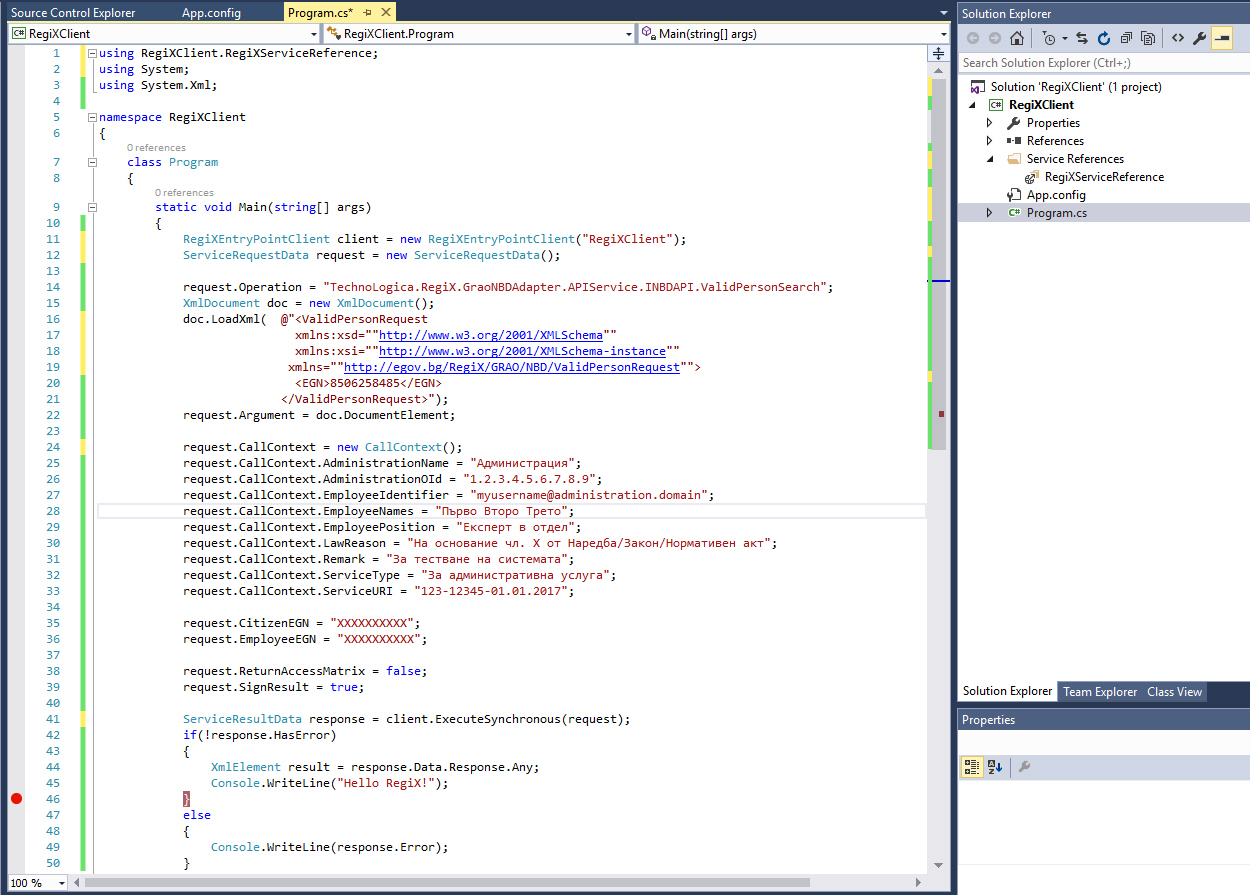 Source Control Explorer App.config Program.cs*
RegiXClient RegiXClient.Program Main(string[] args)
1 using RegiXClient.RegiXServiceReference;
2 using System;
3 using System.Xml;
4
5 namespace RegiXClient
6 {
0 references
7 class Program
8 {
0 references
9 static void Main(string[] args)
10 {
11 RegiXEntryPointClient client = new RegiXEntryPointClient("RegiXClient");
12 ServiceRequestData request = new ServiceRequestData();
13
14 request.Operation = "TechnoLogica.RegiX.GraoNBDAdapter.APIService.INBDAPI.ValidPersonSearch";
15 XmlDocument doc = new XmlDocument();
16 doc.LoadXml( @"<ValidPersonRequest
17 xmlns:xsd=""http://www.w3.org/2001/XMLSchema""
18 xmlns:xsi=""http://www.w3.org/2001/XMLSchema-instance""
19 xmlns=""http://egov.bg/RegiX/GRAO/NBD/ValidPersonRequest"">
20 <EGN>8506258485</EGN>
21 </ValidPersonRequest>");
22 request.Argument = doc.DocumentElement;
23
24 request.CallContext = new CallContext();
25 request.CallContext.AdministrationName = "Администрация";
26 request.CallContext.AdministrationOId = "1.2.3.4.5.6.7.8.9";
27 request.CallContext.EmployeeIdentifier = "myusername@administration.domain";
28 request.CallContext.EmployeeNames = "Първо Второ Трето";
29 request.CallContext.EmployeePosition = "Експерт в отдел";
30 request.CallContext.LawReason = "На основание чл. X от Наредба/Закон/Нормативен акт";
31 request.CallContext.Remark = "За тестване на системата";
32 request.CallContext.ServiceType = "За административна услуга";
33 request.CallContext.ServiceURI = "123-12345-01.01.2017";
34
35 request.CitizenEGN = "XXXXXXXXXX";
36 request.EmployeeEGN = "XXXXXXXXXX";
37
38 request.ReturnAccessMatrix = false;
39 request.SignResult = true;
40
41 ServiceResultData response = client.ExecuteSynchronous(request);
42 if(!response.HasError)
43 {
44 XmlElement result = response.Data.Response.Any;
45 Console.WriteLine("Hello RegiX!");
46 }
47 else
48 {
49 Console.WriteLine(response.Error);
50 }
100 %
Solution Explorer
Search Solution Explorer (Ctrl+;)
Solution 'RegiXClient' (1 project)
RegiXClient
Properties
References
Service References
RegiXServiceReference
App.config
Program.cs
Solution Explorer Team Explorer Class View
Properties